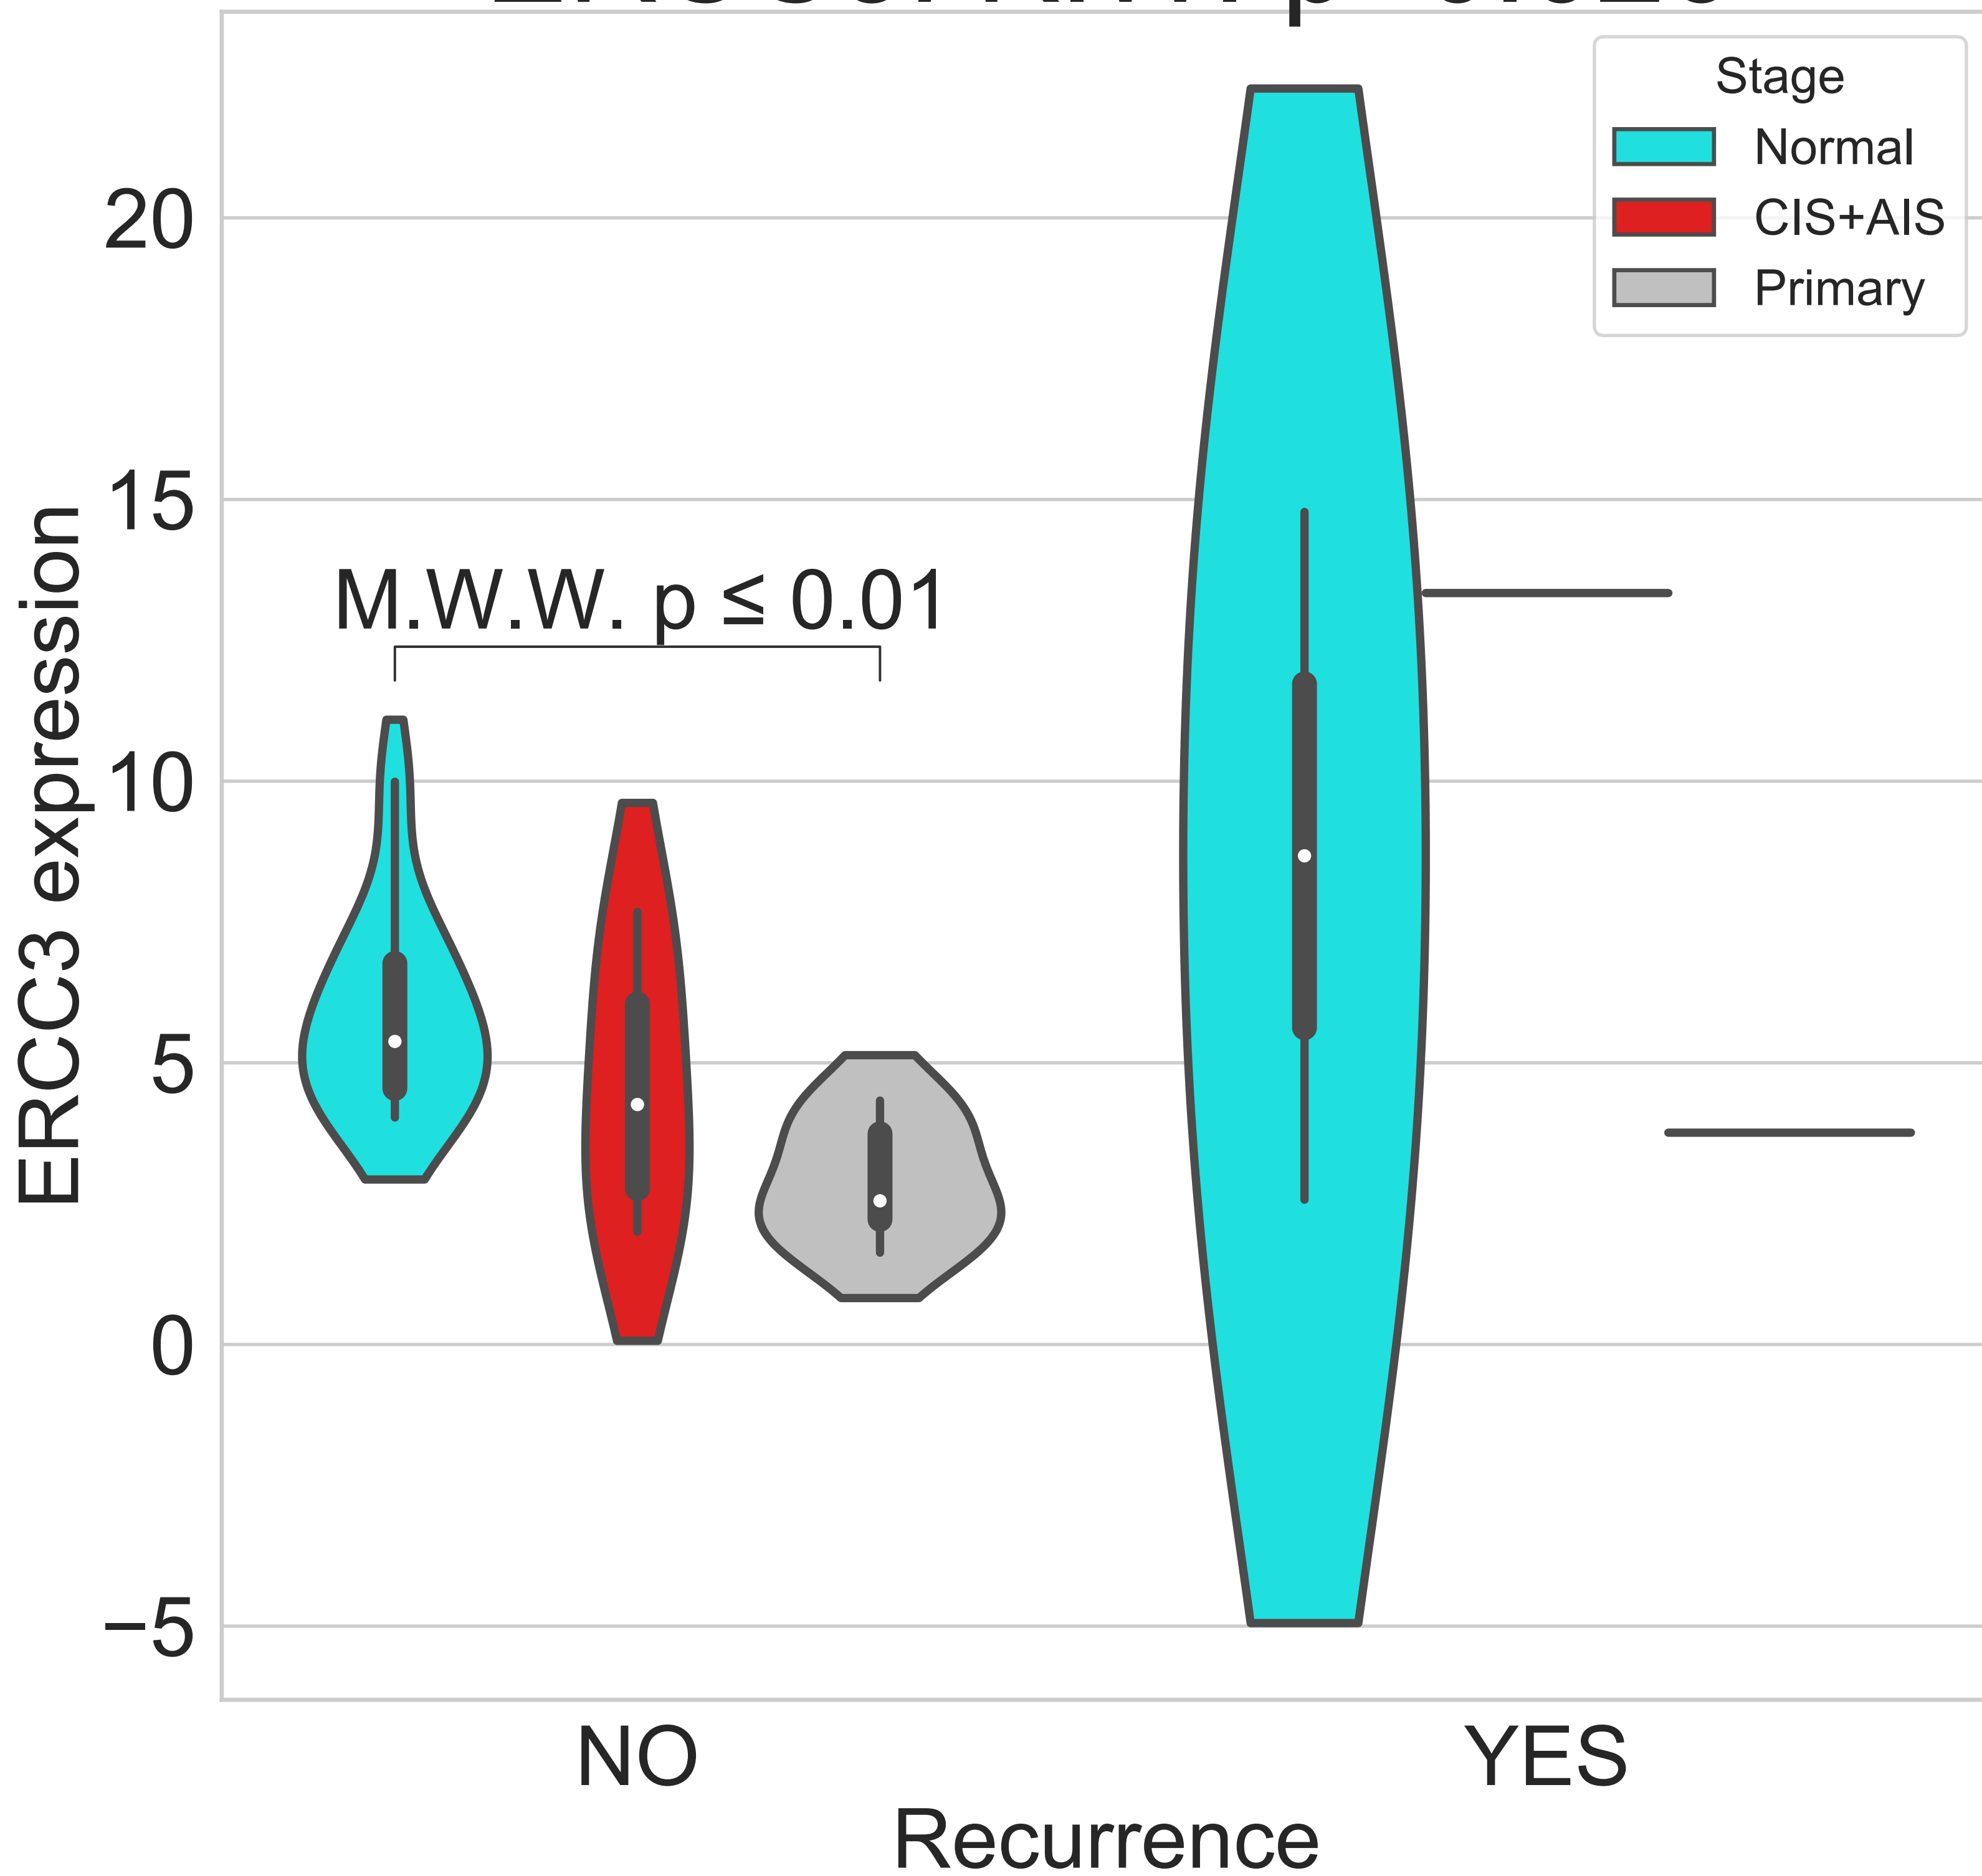 Stage
Normal
CIS+AIS
Primary
20
15
10
5
0
−5
ERCC3 expression
M.W.W. p ≤ 0.01
NO
YES
Recurrence